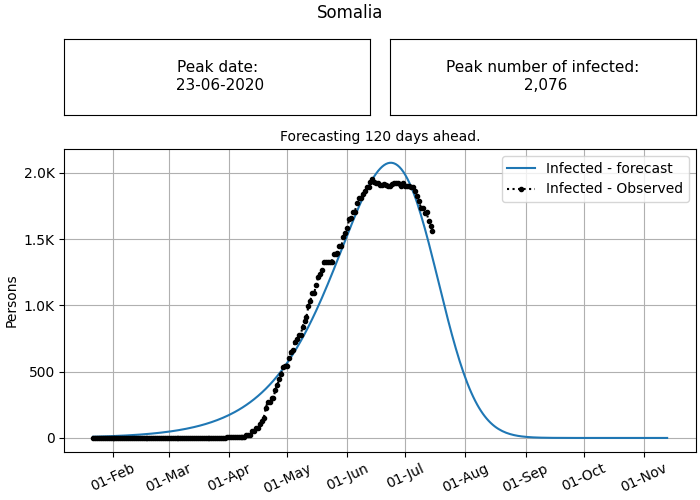 Somalia
Peak date:
23-06-2020
Peak number of infected:
2,076
Forecasting 120 days ahead.
Infected - forecast
Infected - Observed
2.0K
1.5K
1.0K
500
0
Persons
01-Feb
01-Mar
01-Apr
01-May
01-Jun
01-Jul
01-Aug
01-Sep
01-Oct
01-Nov